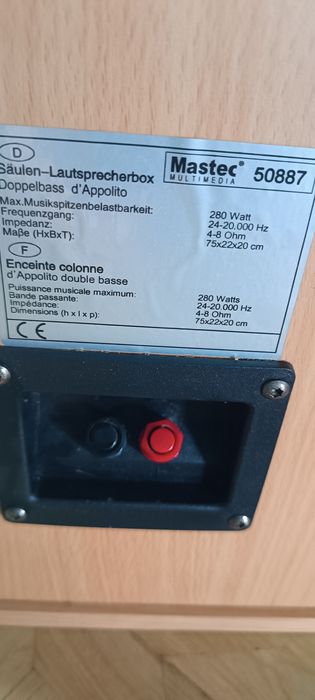 D
Säulen-Lautsprecherbox
Doppelbass d'Appolito
Mastec®
MULTIMEDIA
50887
Max.Musikspitzenbelastbarkeit: 280 Watt
Frequenzgang: 24-20.000 Hz
Impedanz: 4-8 Ohm
Maße (HxBxT): 75x22x20 cm
F
Enceinte colonne
d'Appolito double basse
Puissance musicale maximum: 280 Watts
Bande passante: 24-20.000 Hz
Impédance: 4-8 Ohm
Dimensions (h x l x p): 75x22x20 cm
CE